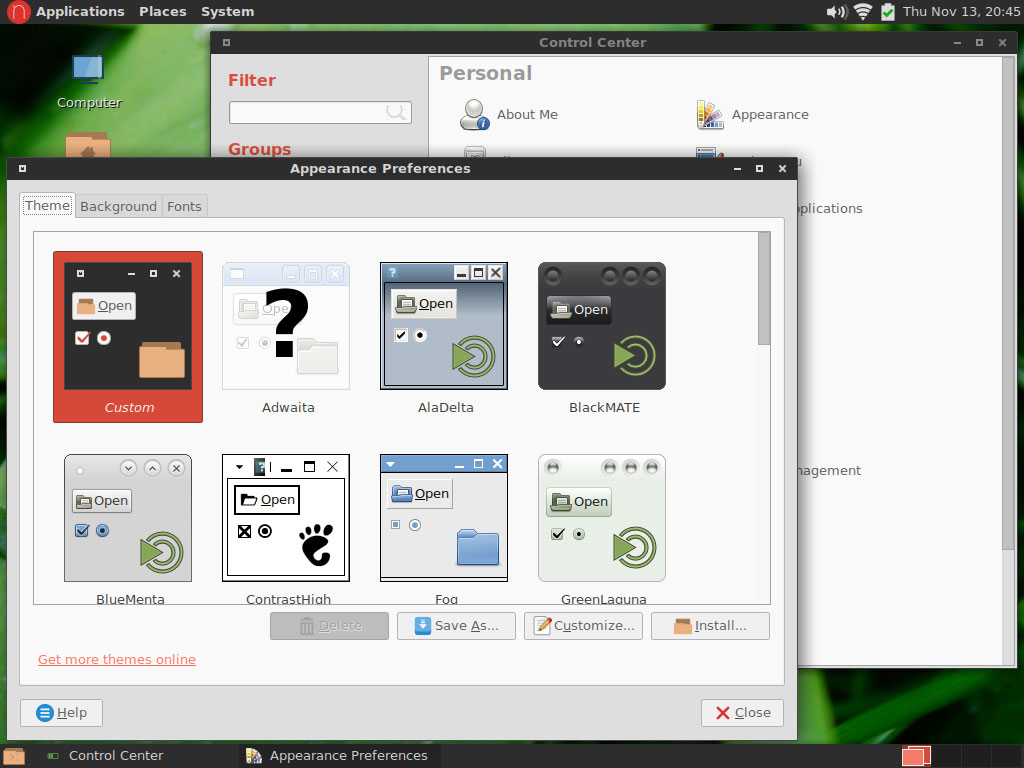 Applications Places System
Thu Nov 13, 20:45
Computer
Control Center
Filter
Groups
Personal
About Me
Appearance
plications
nagement
Appearance Preferences
Theme Background Fonts
Open
Custom
?
Open
Adwaita
?
Open
AlaDelta
Open
BlackMATE
Open
BlueMenta
?
Open
ContrastHigh
Open
Fog
Open
GreenLaguna
Delete
Save As...
Customize...
Install...
Get more themes online
Help
Close
Control Center
Appearance Preferences